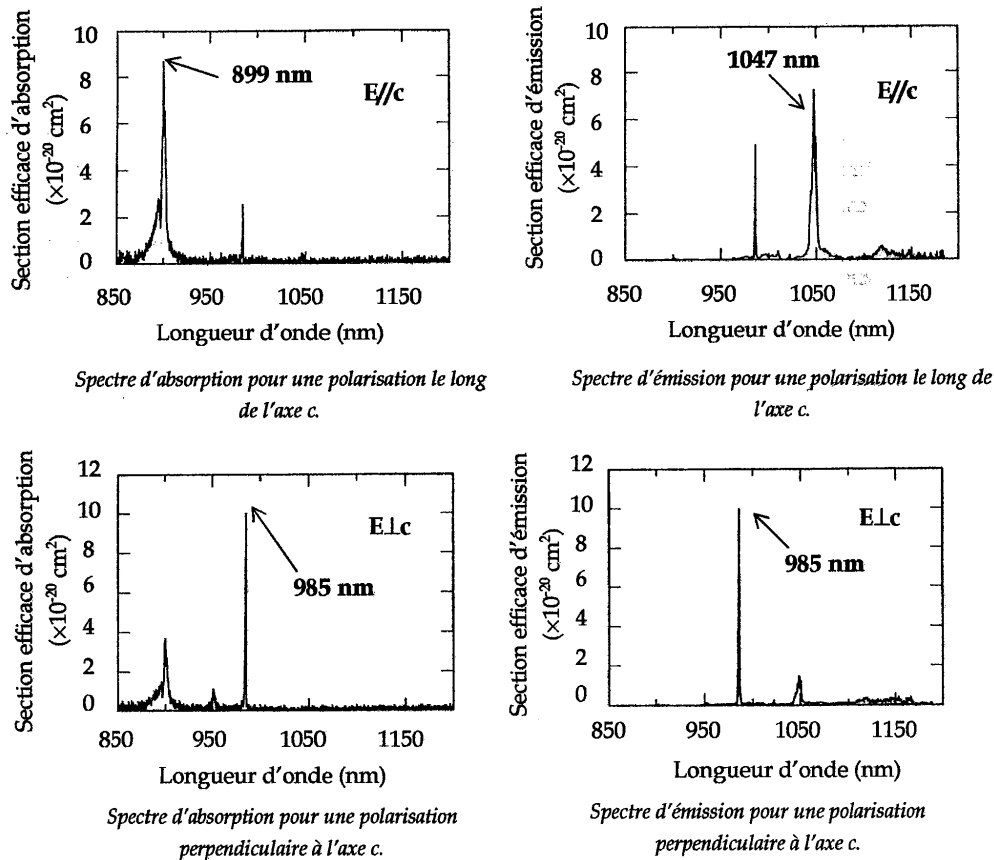 Section efficace d'absorption
(×10⁻²⁰ cm²)
10
8
6
4
2
0
899 nm
E//c
850
950
1050
1150
Longueur d'onde (nm)
Spectre d'absorption pour une polarisation le long
de l'axe c.
Section efficace d'émission
(×10⁻²⁰ cm²)
10
8
6
4
2
0
1047 nm
E//c
850
950
1050
1150
Longueur d'onde (nm)
Spectre d'émission pour une polarisation le long de
l'axe c.
Section efficace d'absorption
(×10⁻²⁰ cm²)
12
10
8
6
4
2
0
E⊥c
985 nm
850
950
1050
1150
Longueur d'onde (nm)
Spectre d'absorption pour une polarisation
perpendiculaire à l'axe c.
Section efficace d'émission
(×10⁻²⁰ cm²)
12
10
8
6
4
2
0
E⊥c
985 nm
850
950
1050
1150
Longueur d'onde (nm)
Spectre d'émission pour une polarisation
perpendiculaire à l'axe c.